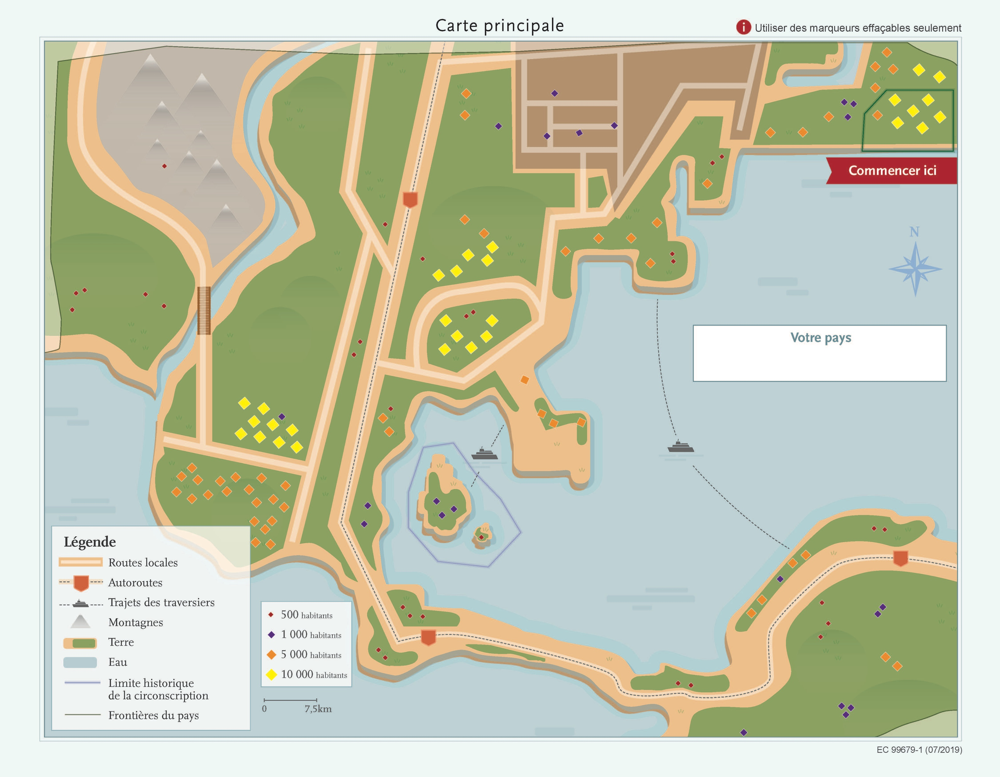 Carte principale
i Utiliser des marqueurs effaçables seulement
Commencer ici
N
Votre pays
Légende
Routes locales
Autoroutes
Trajets des traversiers
Montagnes
Terre
Eau
Limite historique
de la circonscription
Frontières du pays
500 habitants
1 000 habitants
5 000 habitants
10 000 habitants
0 7,5km
EC 99679-1 (07/2019)